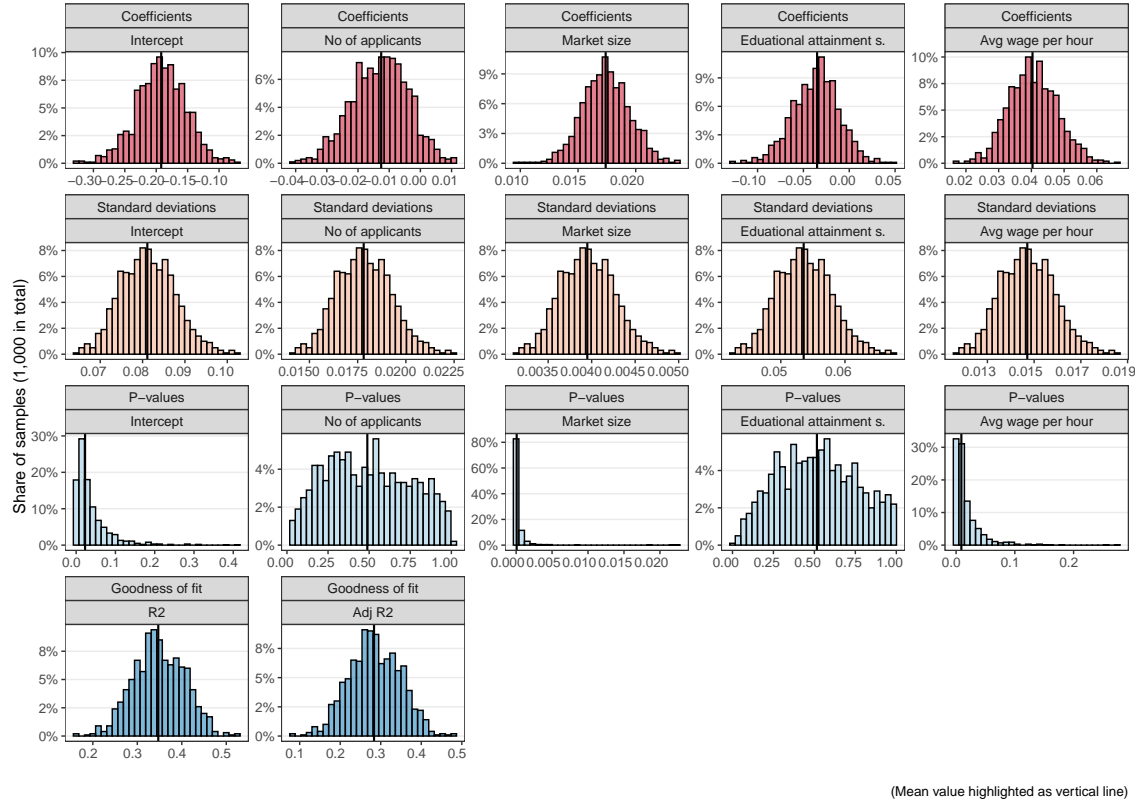 Coefficients Coefficients Coefficients Coefficients Coefficients
Intercept No of applicants Market size Eduational attainment s. Avg wage per hour
10%
8%
5%
2%
0%
6%
4%
2%
0%
9%
6%
3%
0%
9%
6%
3%
0%
10%
8%
5%
2%
0%
−0.30 −0.25 −0.20 −0.15 −0.10
−0.04 −0.03 −0.02 −0.01 0.00 0.01
0.010 0.015 0.020
−0.10 −0.05 0.00 0.05
0.02 0.03 0.04 0.05 0.06
Standard deviations Standard deviations Standard deviations Standard deviations Standard deviations
Intercept No of applicants Market size Eduational attainment s. Avg wage per hour
8%
6%
4%
2%
0%
8%
6%
4%
2%
0%
8%
6%
4%
2%
0%
8%
6%
4%
2%
0%
8%
6%
4%
2%
0%
0.07 0.08 0.09 0.10
0.0150 0.0175 0.0200 0.0225
0.0035 0.0040 0.0045 0.0050
0.05 0.06
0.013 0.015 0.017 0.019
P−values P−values P−values P−values P−values
Intercept No of applicants Market size Eduational attainment s. Avg wage per hour
30%
20%
10%
0%
4%
2%
0%
80%
60%
40%
20%
0%
4%
2%
0%
30%
20%
10%
0%
0.0 0.1 0.2 0.3 0.4
0.00 0.25 0.50 0.75 1.00
0.000 0.005 0.010 0.015 0.020
0.00 0.25 0.50 0.75 1.00
0.0 0.1 0.2
Goodness of fit Goodness of fit
R2 Adj R2
8%
5%
2%
0%
8%
5%
2%
0%
0.2 0.3 0.4 0.5
0.1 0.2 0.3 0.4 0.5
Share of samples (1,000 in total)
(Mean value highlighted as vertical line)